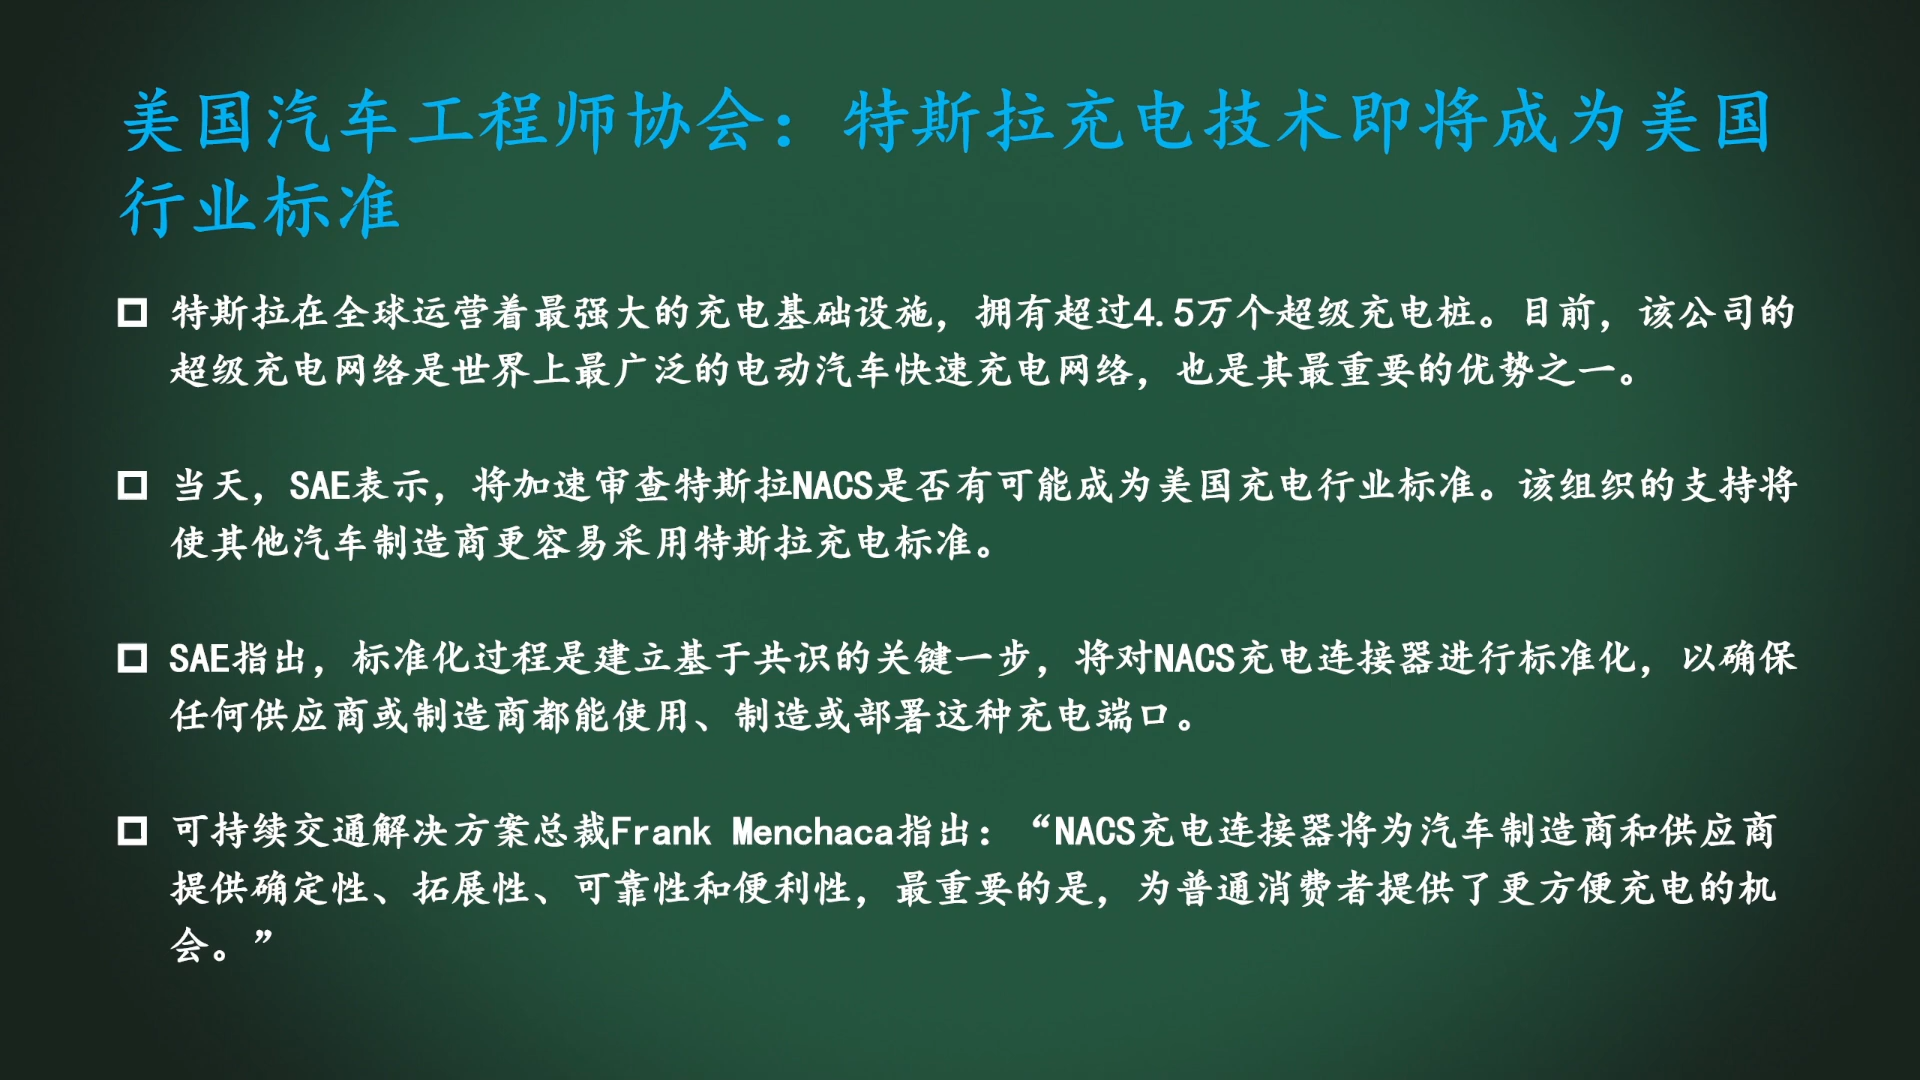 美国汽车工程师协会：特斯拉充电技术即将成为美国
行业标准
特斯拉在全球运营着最强大的充电基础设施，拥有超过4.5万个超级充电桩。目前，该公司的
超级充电网络是世界上最广泛的电动汽车快速充电网络，也是其最重要的优势之一。
当天，SAE表示，将加速审查特斯拉NACS是否有可能成为美国充电行业标准。该组织的支持将
使其他汽车制造商更容易采用特斯拉充电标准。
SAE指出，标准化过程是建立基于共识的关键一步，将对NACS充电连接器进行标准化，以确保
任何供应商或制造商都能使用、制造或部署这种充电端口。
可持续交通解决方案总裁Frank Menchaca指出：“NACS充电连接器将为汽车制造商和供应商
提供确定性、拓展性、可靠性和便利性，最重要的是，为普通消费者提供了更方便充电的机
会。”